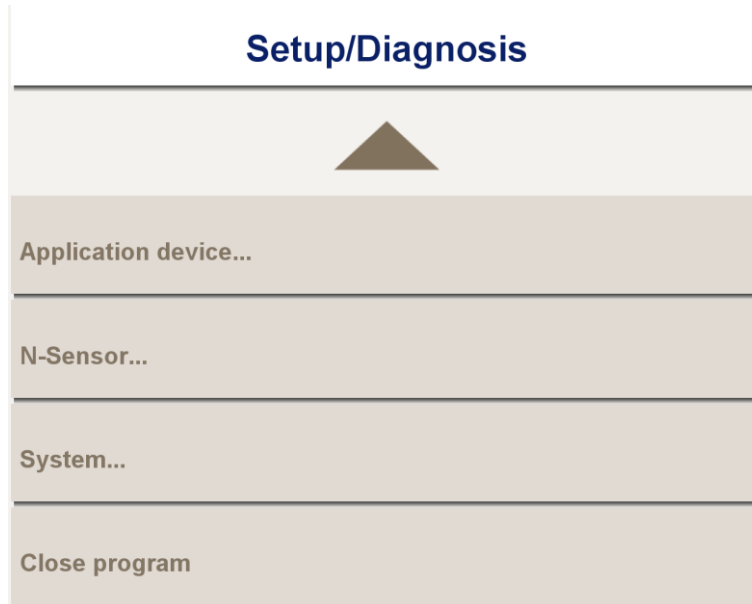 Setup/Diagnosis
Application device...
N-Sensor...
System...
Close program